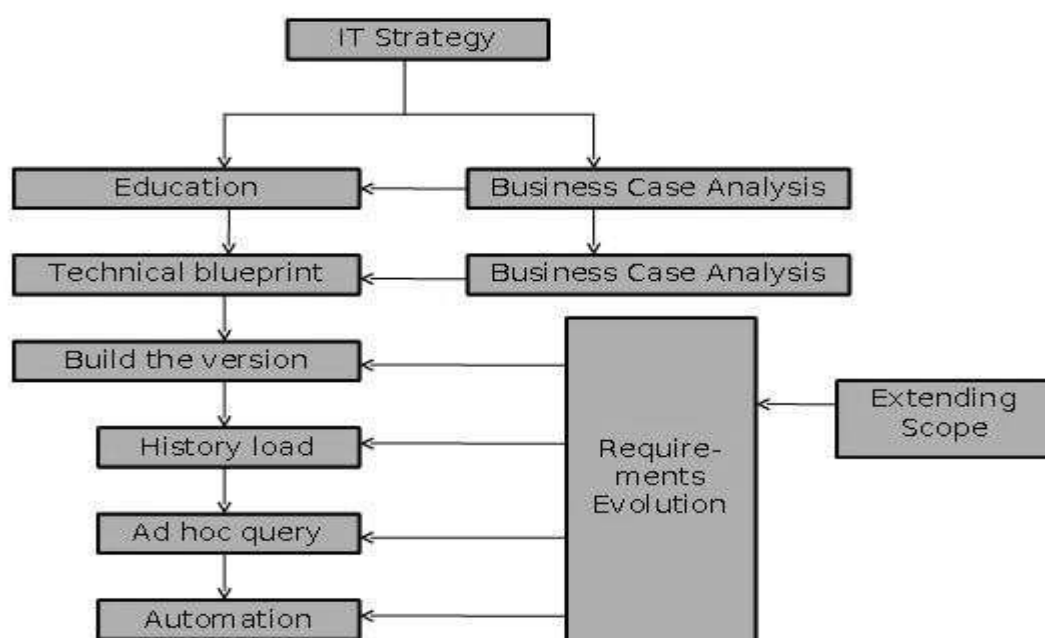 IT Strategy
Education
Business Case Analysis
Technical blueprint
Business Case Analysis
Build the version
Extending
Scope
History load
Require-
ments
Evolution
Ad hoc query
Automation